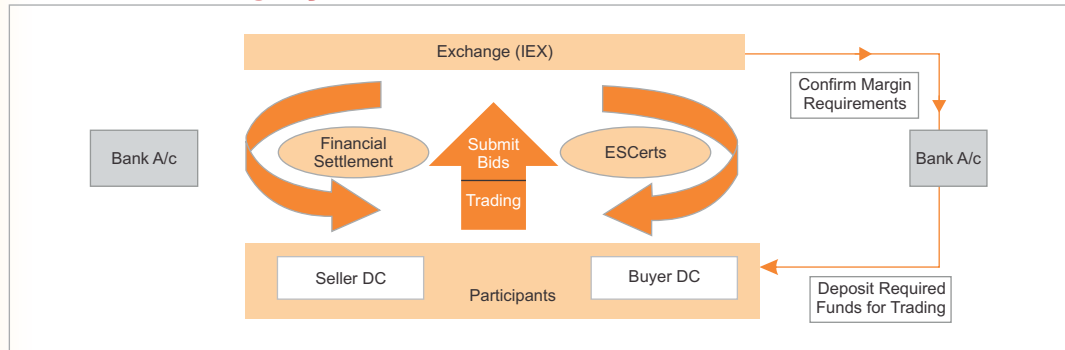 Exchange (IEX)
Confirm Margin
Requirements
Bank A/c
Financial
Settlement
Submit
Bids
Trading
ESCerts
Bank A/c
Seller DC
Participants
Buyer DC
Deposit Required
Funds for Trading